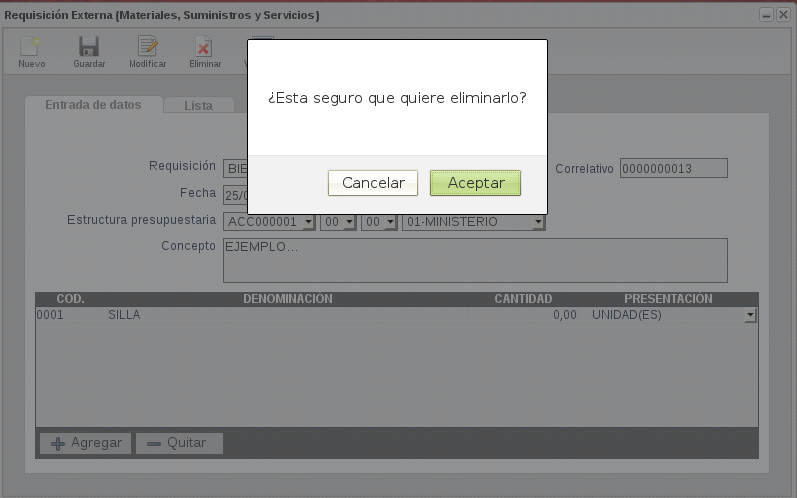 Requisición Externa (Materiales, Suministros y Servicios)
Nuevo Guardar Modificar Eliminar
Entrada de datos Lista
¿Esta seguro que quiere eliminarlo?
Cancelar Aceptar
Requisición BIE Correlativo 0000000013
Fecha 25/0
Estructura presupuestaria ACC000001 00 00 01-MINISTERIO
Concepto EJEMPLO...
COD. DENOMINACIÓN CANTIDAD PRESENTACIÓN
0001 SILLA 0,00 UNIDAD(ES)
Agregar Quitar